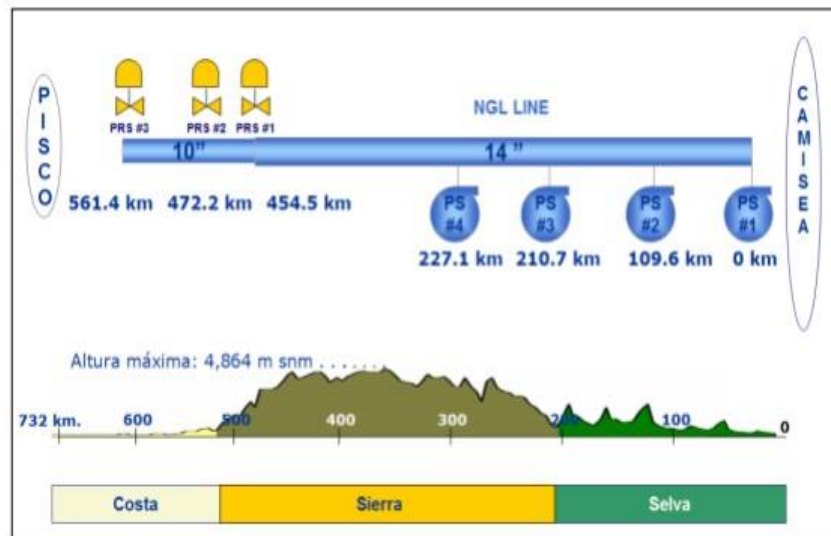 PISCO
CAMISEA
PRS #3 PRS #2 PRS #1
NGL LINE
10” 14 ”
561.4 km 472.2 km 454.5 km
PS #4 PS #3 PS #2 PS #1
227.1 km 210.7 km 109.6 km 0 km
Altura máxima: 4,864 m snm . . . . . . .
732 km. 600 500 400 300 200 100 0
Costa Sierra Selva